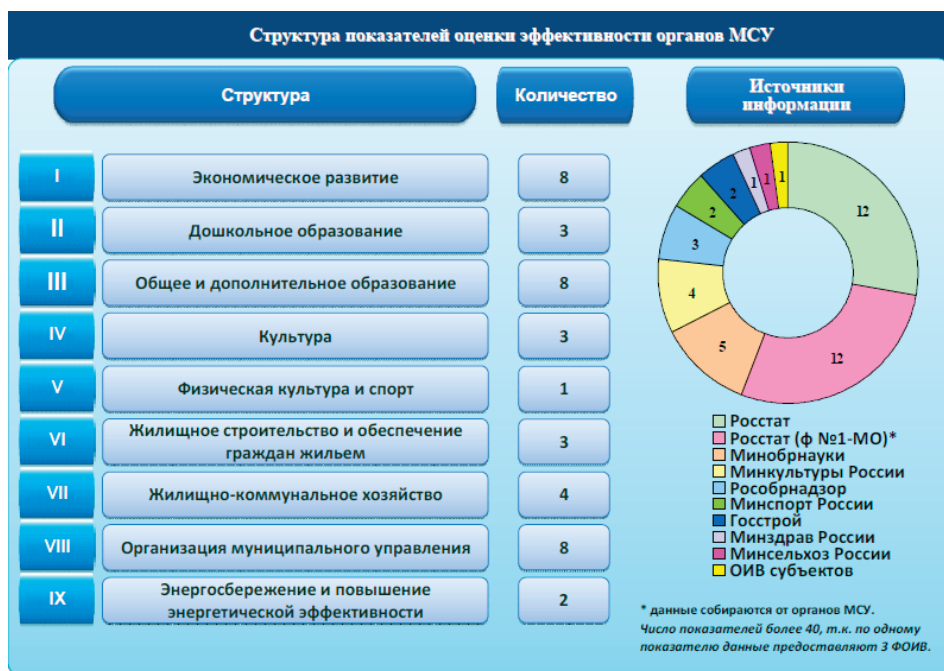 Структура показателей оценки эффективности органов МСУ
Структура
Количество
Источники
информации
I
Экономическое развитие
8
II
Дошкольное образование
3
III
Общее и дополнительное образование
8
IV
Культура
3
V
Физическая культура и спорт
1
VI
Жилищное строительство и обеспечение
граждан жильем
3
VII
Жилищно-коммунальное хозяйство
4
VIII
Организация муниципального управления
8
IX
Энергосбережение и повышение
энергетической эффективности
2
12
12
5
4
3
2
2
1
1
1
Росстат
Росстат (ф №1-МО)*
Минобрнауки
Минкультуры России
Рособрнадзор
Минспорт России
Госстрой
Минздрав России
Минсельхоз России
ОИВ субъектов
* данные собираются от органов МСУ.
Число показателей более 40, т.к. по одному
показателю данные предоставляют 3 ФОИВ.